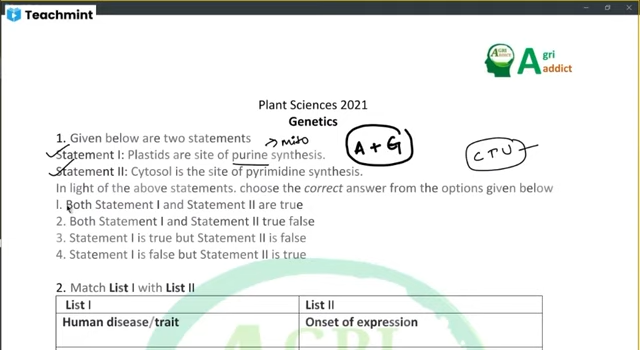 Teachmint
Agri
addict
Plant Sciences 2021
Genetics
1. Given below are two statements
→ mito
Statement I: Plastids are site of purine synthesis.
A + G
C T U
Statement II: Cytosol is the site of pyrimidine synthesis.
In light of the above statements. choose the correct answer from the options given below
l. Both Statement I and Statement II are true
2. Both Statement I and Statement II true false
3. Statement I is true but Statement II is false
4. Statement I is false but Statement II is true
2. Match List I with List II
List I
List II
Human disease/trait
Onset of expression
AGRI